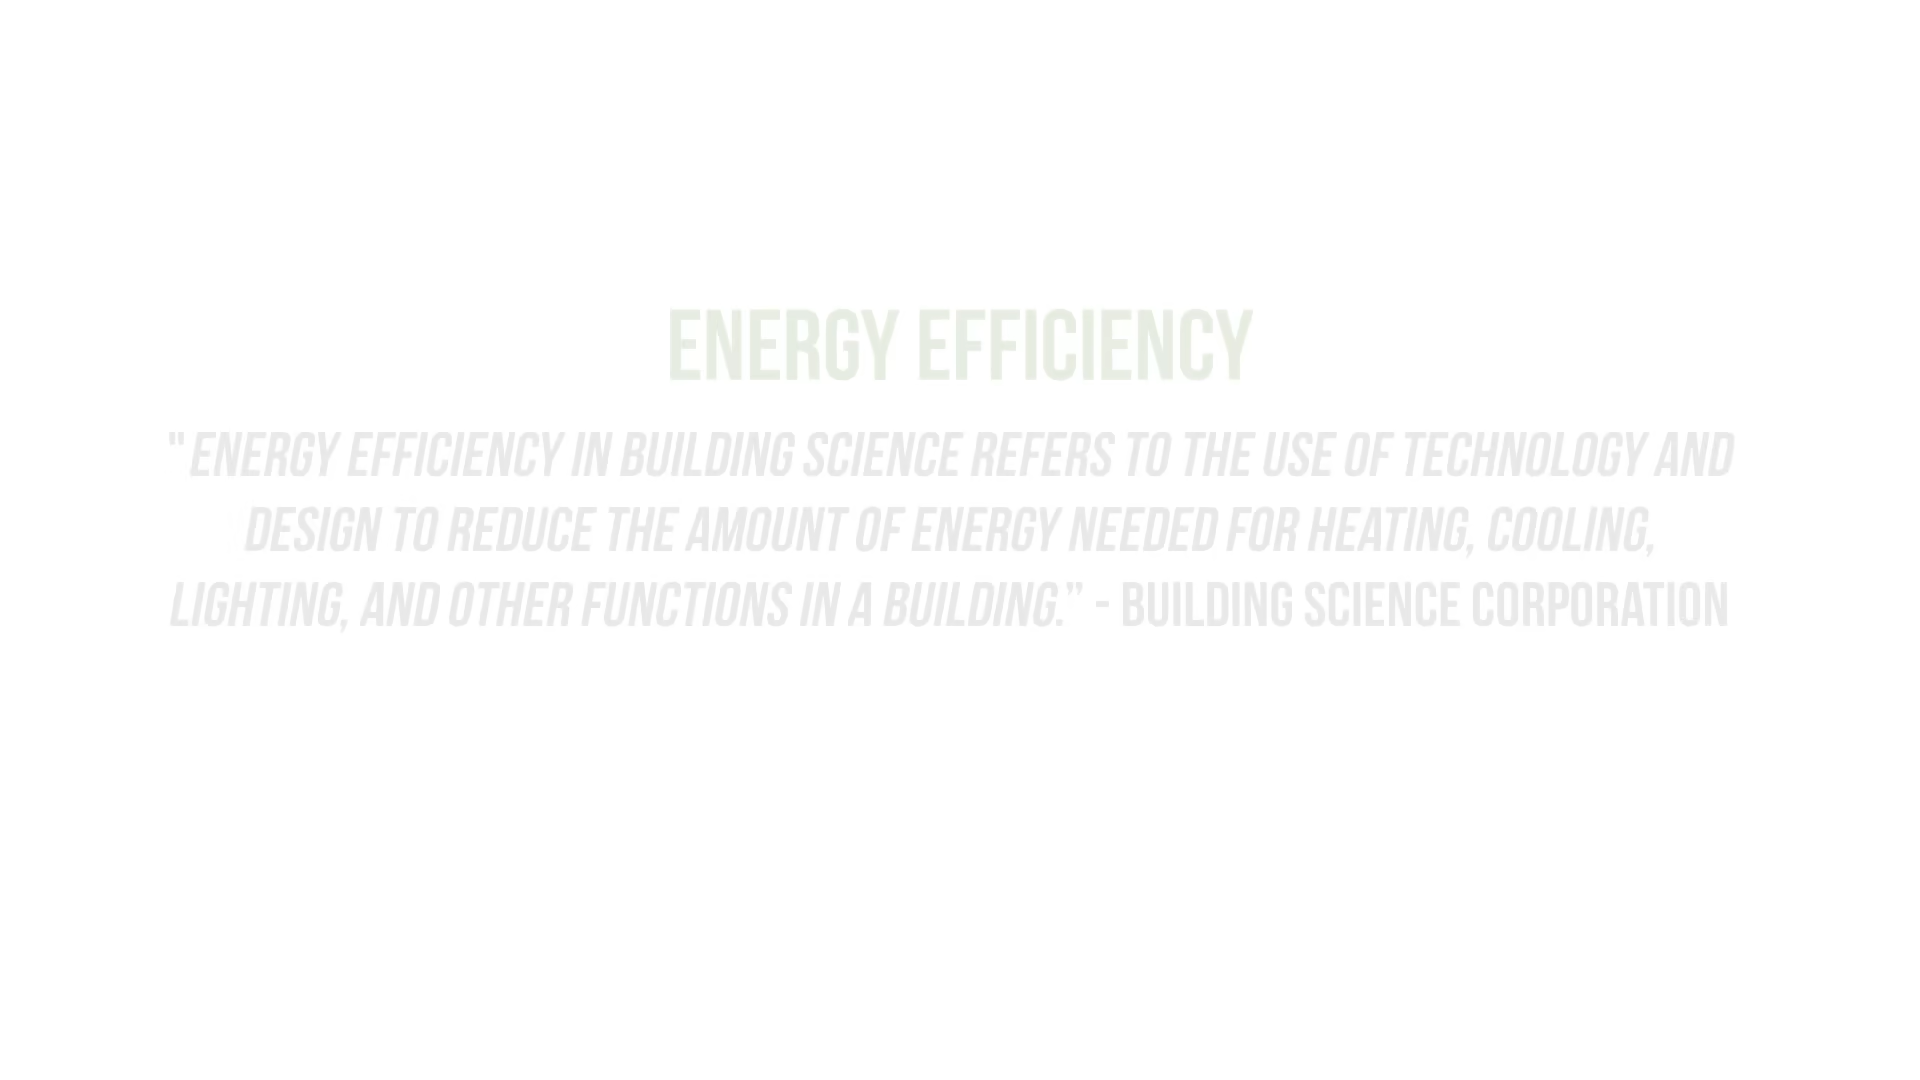 ENERGY EFFICIENCY
"ENERGY EFFICIENCY IN BUILDING SCIENCE REFERS TO THE USE OF TECHNOLOGY AND
DESIGN TO REDUCE THE AMOUNT OF ENERGY NEEDED FOR HEATING, COOLING,
LIGHTING, AND OTHER FUNCTIONS IN A BUILDING.” - BUILDING SCIENCE CORPORATION